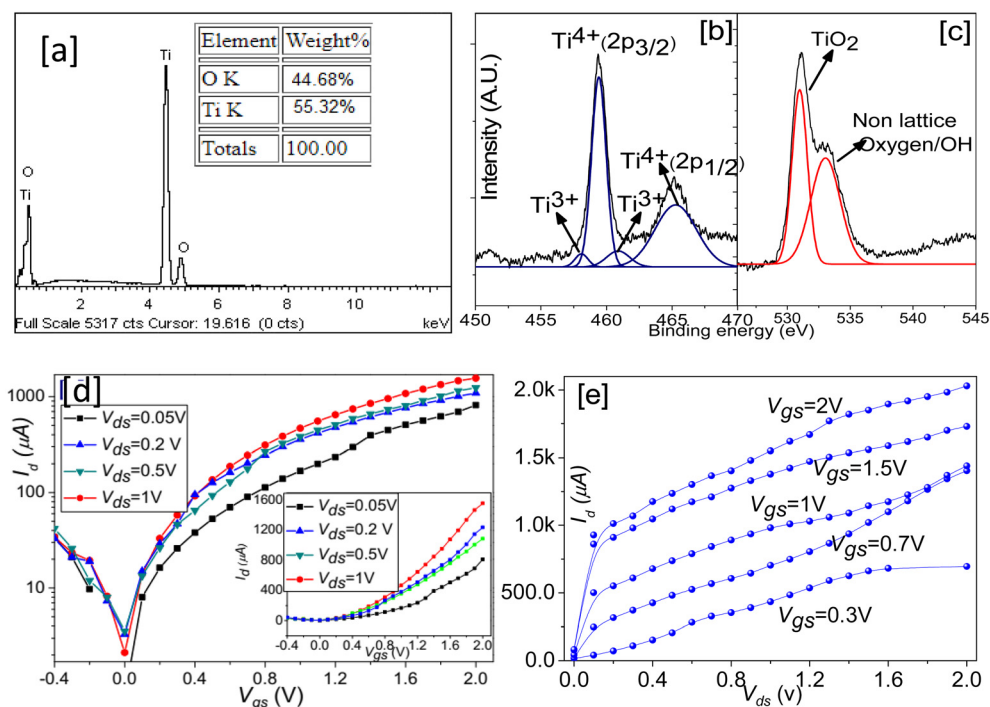 [a]
Ti
Element Weight%
O K 44.68%
Ti K 55.32%
Totals 100.00
O
Ti
O
2 4 6 8 10
Full Scale 5317 cts Cursor: 19.616 (0 cts) keV
[b]
Ti4+(2p3/2)
Ti4+(2p1/2)
Ti3+
Ti3+
Intensity (A.U.)
450 455 460 465 470
[c]
TiO2
Non lattice
Oxygen/OH
530 535 540 545
Binding energy (eV)
[d]
Vds=0.05V
Vds=0.2 V
Vds=0.5V
Vds=1V
1000
100
10
Id (µA)
-0.4 0.0 0.4 0.8 1.2 1.6 2.0
Vgs (V)
1600
1200
800
400
0
Id (µA)
Vds=0.05V
Vds=0.2 V
Vds=0.5V
Vds=1V
-0.4 0.0 0.4 0.8 1.2 1.6 2.0
Vgs (V)
[e]
2.0k
1.5k
1.0k
500.0
0.0
Id (µA)
Vgs=2V
Vgs=1.5V
Vgs=1V
Vgs=0.7V
Vgs=0.3V
0.0 0.4 0.8 1.2 1.6 2.0
Vds (v)